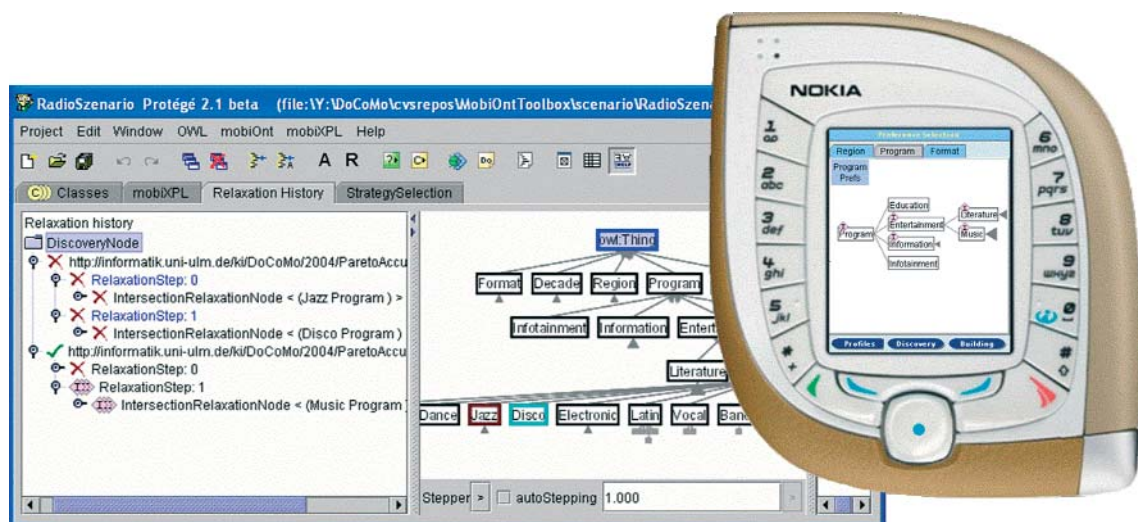 RadioSzenario Protégé 2.1 beta (file:\Y:\DoCoMo\cvsrepos\MobiOntToolbox\scenario\RadioSzena
Project Edit Window OWL mobiOnt mobiXPL Help
A R
Classes mobiXPL Relaxation History StrategySelection
Relaxation history
DiscoveryNode
http://informatik.uni-ulm.de/ki/DoCoMo/2004/ParetoAccu
RelaxationStep: 0
IntersectionRelaxationNode < (Jazz Program ) >
RelaxationStep: 1
IntersectionRelaxationNode < (Disco Program )
http://informatik.uni-ulm.de/ki/DoCoMo/2004/ParetoAccu
RelaxationStep: 0
RelaxationStep: 1
IntersectionRelaxationNode < (Music Program )
owl:Thing
Format Decade Region Program
Infotainment Information Entert
Literature
Dance Jazz Disco Electronic Latin Vocal Ban
Stepper > autoStepping 1.000
NOKIA
Preference Selection
Region Program Format
Program
Prefs
Education
Literature
Entertainment
Program
Music
Information
Infotainment
Profiles Discovery Building
1
2 abc
3 def
4 ghi
5 jkl
* +
6 mno
7 pqrs
8 tuv
9 wxyz
0
#